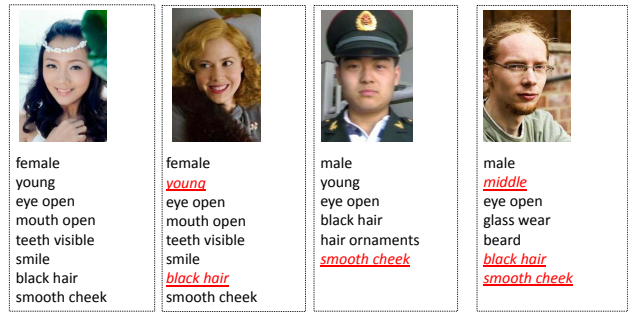 female
young
eye open
mouth open
teeth visible
smile
black hair
smooth cheek
female
young
eye open
mouth open
teeth visible
smile
black hair
smooth cheek
male
young
eye open
black hair
hair ornaments
smooth cheek
male
middle
eye open
glass wear
beard
black hair
smooth cheek